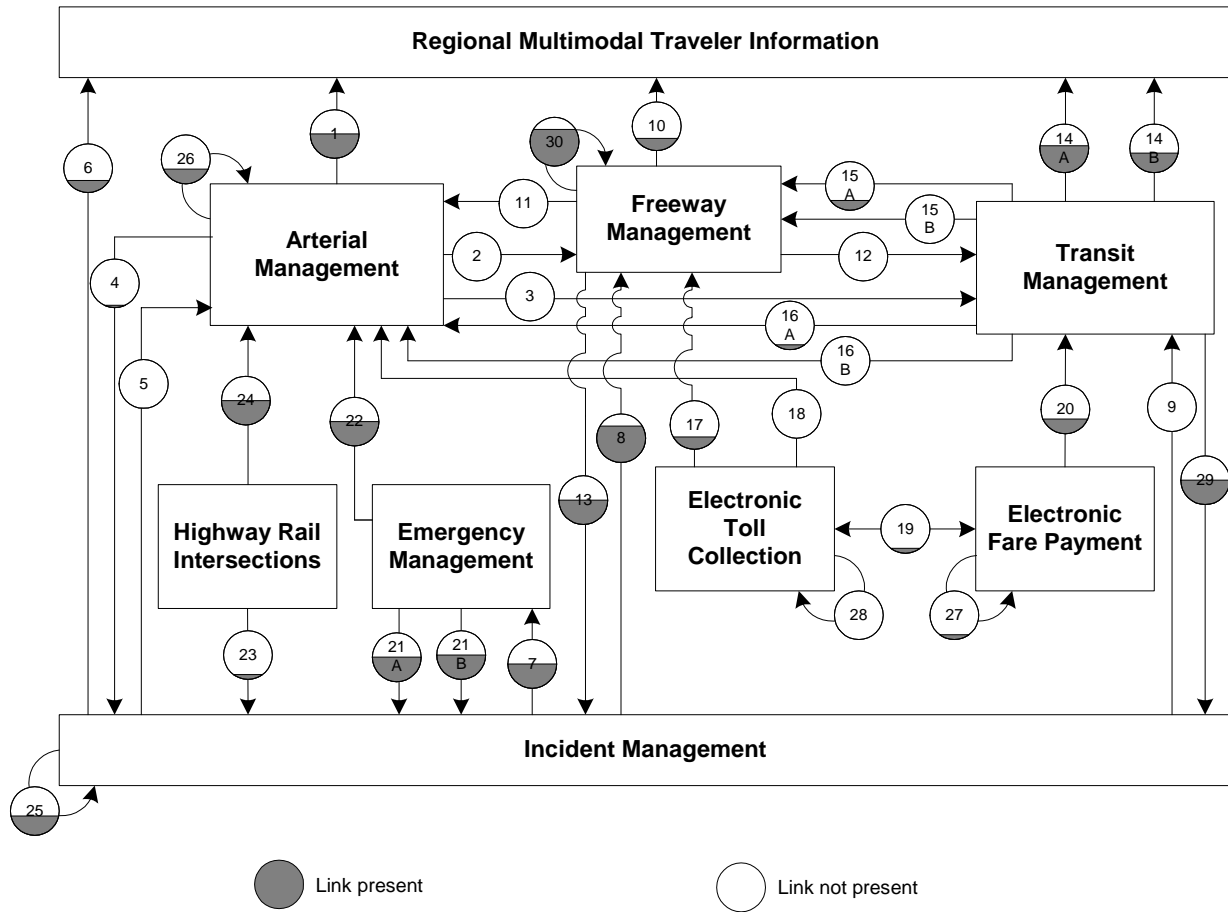 Regional Multimodal Traveler Information
6
26
1
30
10
14
A
14
B
11
15
A
15
B
Arterial
Management
Freeway
Management
Transit
Management
2
12
4
3
16
A
16
B
5
24
22
8
17
18
20
9
13
29
Highway Rail
Intersections
Emergency
Management
Electronic
Toll
Collection
19
Electronic
Fare Payment
28
27
23
21
A
21
B
7
Incident Management
25
Link present
Link not present